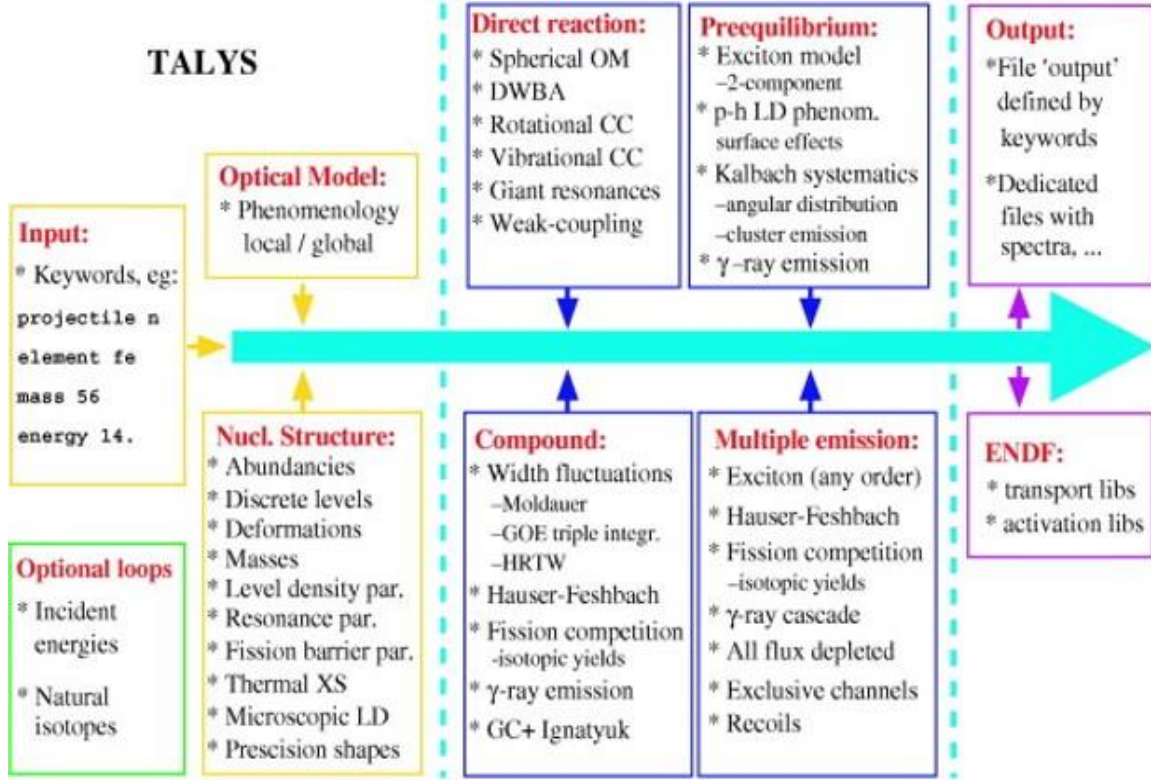 TALYS
Input:
* Keywords, eg:
projectile n
element fe
mass 56
energy 14.
Optional loops
* Incident
energies
* Natural
isotopes
Optical Model:
* Phenomenology
local / global
Nucl. Structure:
* Abundancies
* Discrete levels
* Deformations
* Masses
* Level density par.
* Resonance par.
* Fission barrier par.
* Thermal XS
* Microscopic LD
* Prescision shapes
Direct reaction:
* Spherical OM
* DWBA
* Rotational CC
* Vibrational CC
* Giant resonances
* Weak-coupling
Compound:
* Width fluctuations
–Moldauer
–GOE triple integr.
–HRTW
* Hauser-Feshbach
* Fission competition
-isotopic yields
* γ-ray emission
* GC+ Ignatyuk
Preequilibrium:
* Exciton model
–2-component
* p-h LD phenom.
surface effects
* Kalbach systematics
–angular distribution
–cluster emission
* γ –ray emission
Multiple emission:
* Exciton (any order)
* Hauser-Feshbach
* Fission competition
–isotopic yields
* γ-ray cascade
* All flux depleted
* Exclusive channels
* Recoils
Output:
*File ‘output’
defined by
keywords
*Dedicated
files with
spectra, ...
ENDF:
* transport libs
* activation libs